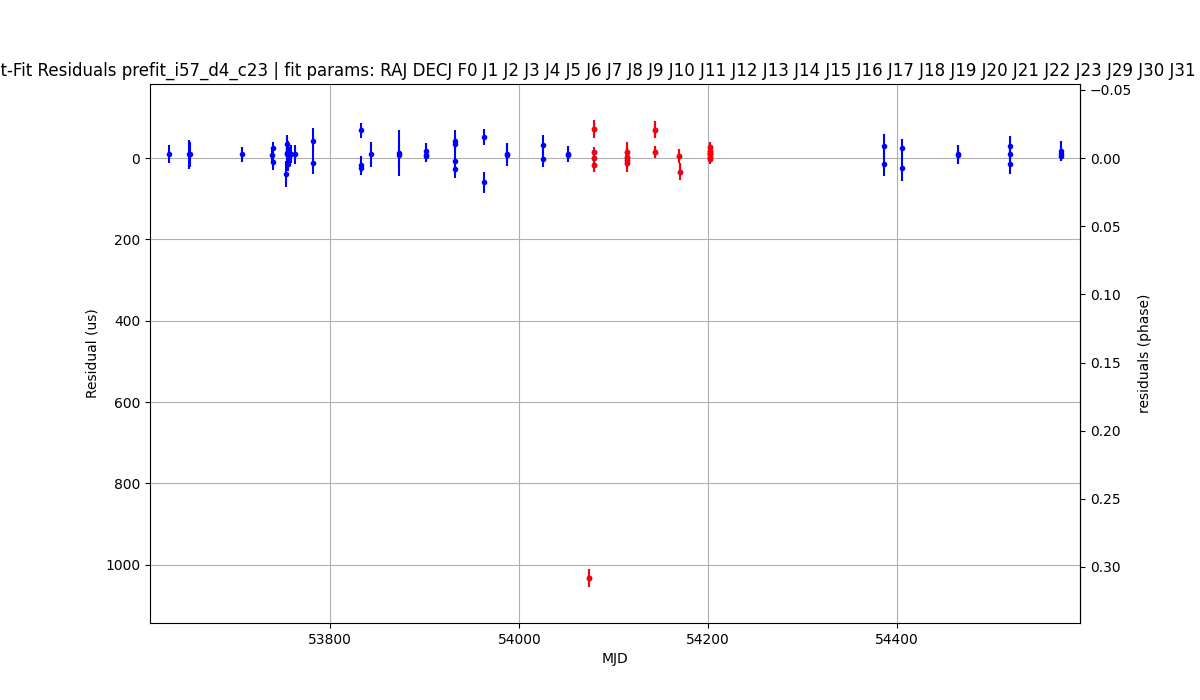 t-Fit Residuals prefit_i57_d4_c23 | fit params: RAJ DECJ F0 J1 J2 J3 J4 J5 J6 J7 J8 J9 J10 J11 J12 J13 J14 J15 J16 J17 J18 J19 J20 J21 J22 J23 J29 J30 J31
−0.05
0 0.00
200
0.05
400
0.10
0.15
600
0.20
800
0.25
1000
0.30
Residual (us)
residuals (phase)
53800 54000 54200 54400
MJD